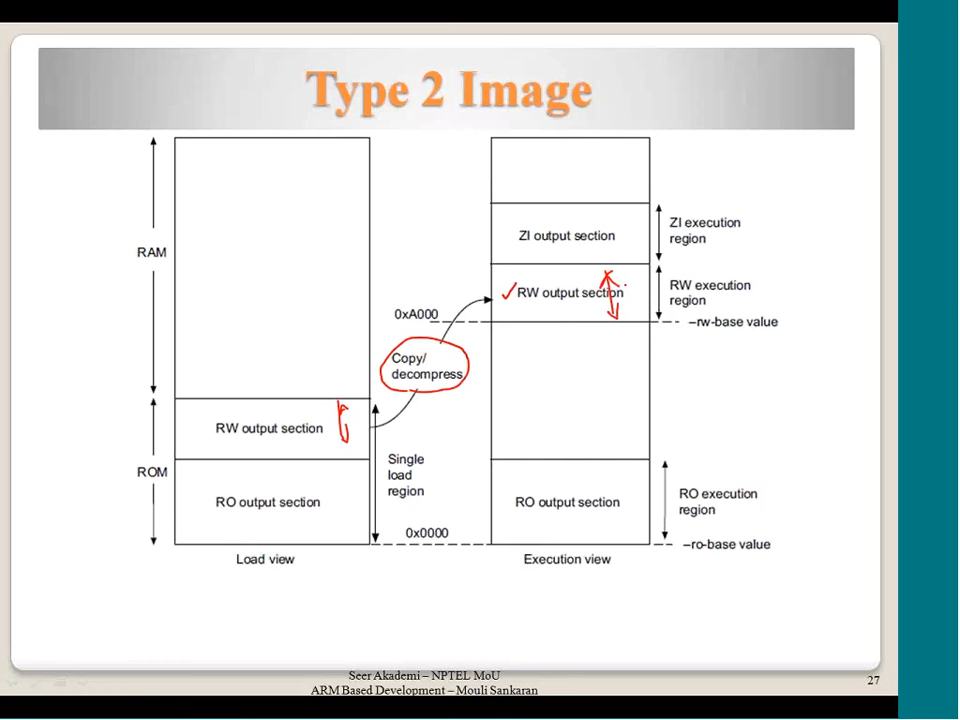 Type 2 Image
RAM
ROM
RW output section
RO output section
Load view
Single
load
region
0xA000
Copy/
decompress
0x0000
ZI output section
RW output section
RO output section
Execution view
ZI execution
region
RW execution
region
–rw-base value
RO execution
region
–ro-base value
Seer Akademi – NPTEL MoU
ARM Based Development – Mouli Sankaran
27